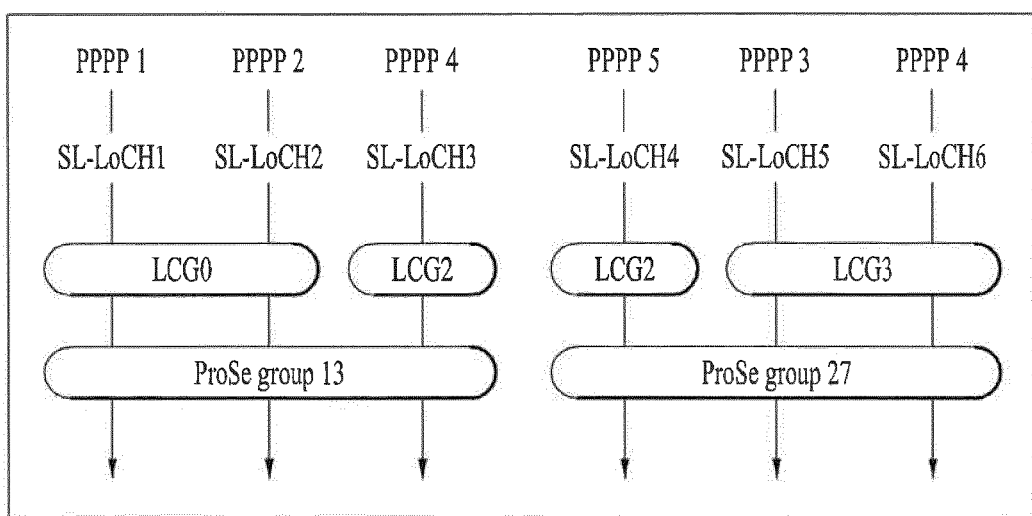 PPPP 1 PPPP 2 PPPP 4 PPPP 5 PPPP 3 PPPP 4
SL-LoCH1 SL-LoCH2 SL-LoCH3 SL-LoCH4 SL-LoCH5 SL-LoCH6
LCG0 LCG2 LCG2 LCG3
ProSe group 13 ProSe group 27